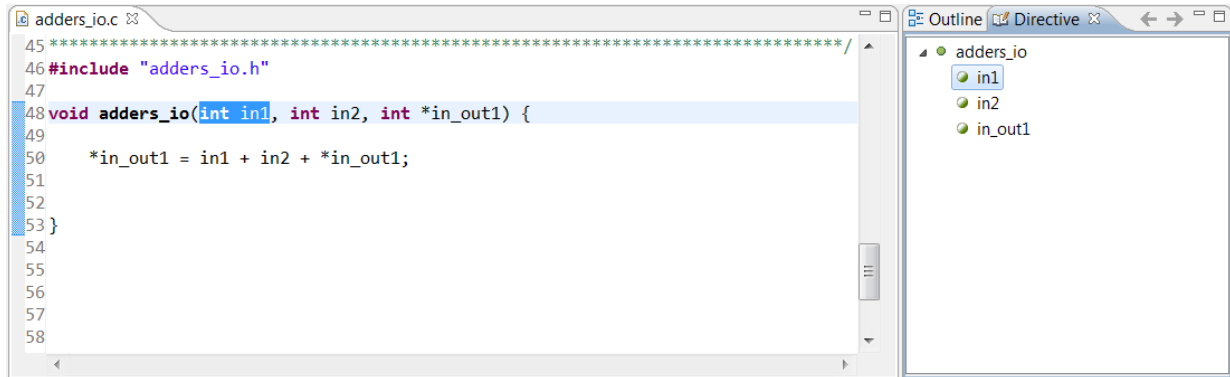 adders_io.c
45 *******************************************************************************/
46 #include "adders_io.h"
47
48 void adders_io(int in1, int in2, int *in_out1) {
49
50     *in_out1 = in1 + in2 + *in_out1;
51
52
53 }
54
55
56
57
58
Outline Directive
adders_io
in1
in2
in_out1